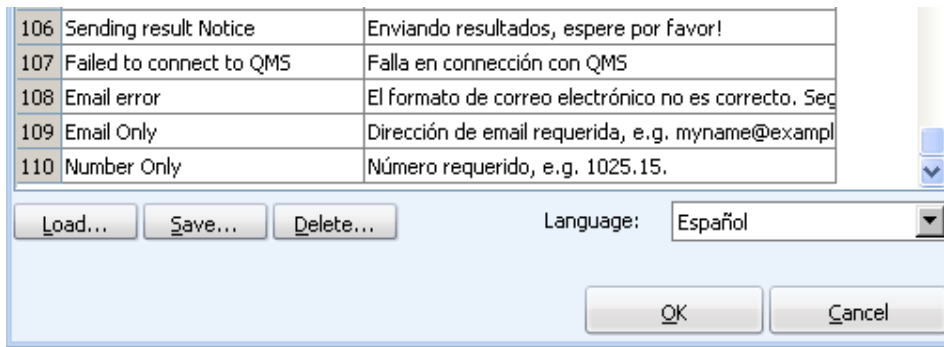 106 Sending result Notice Enviando resultados, espere por favor!
107 Failed to connect to QMS Falla en connección con QMS
108 Email error El formato de correo electrónico no es correcto. Seg
109 Email Only Dirección de email requerida, e.g. myname@exampl
110 Number Only Número requerido, e.g. 1025.15.
Load... Save... Delete... Language: Español
OK Cancel